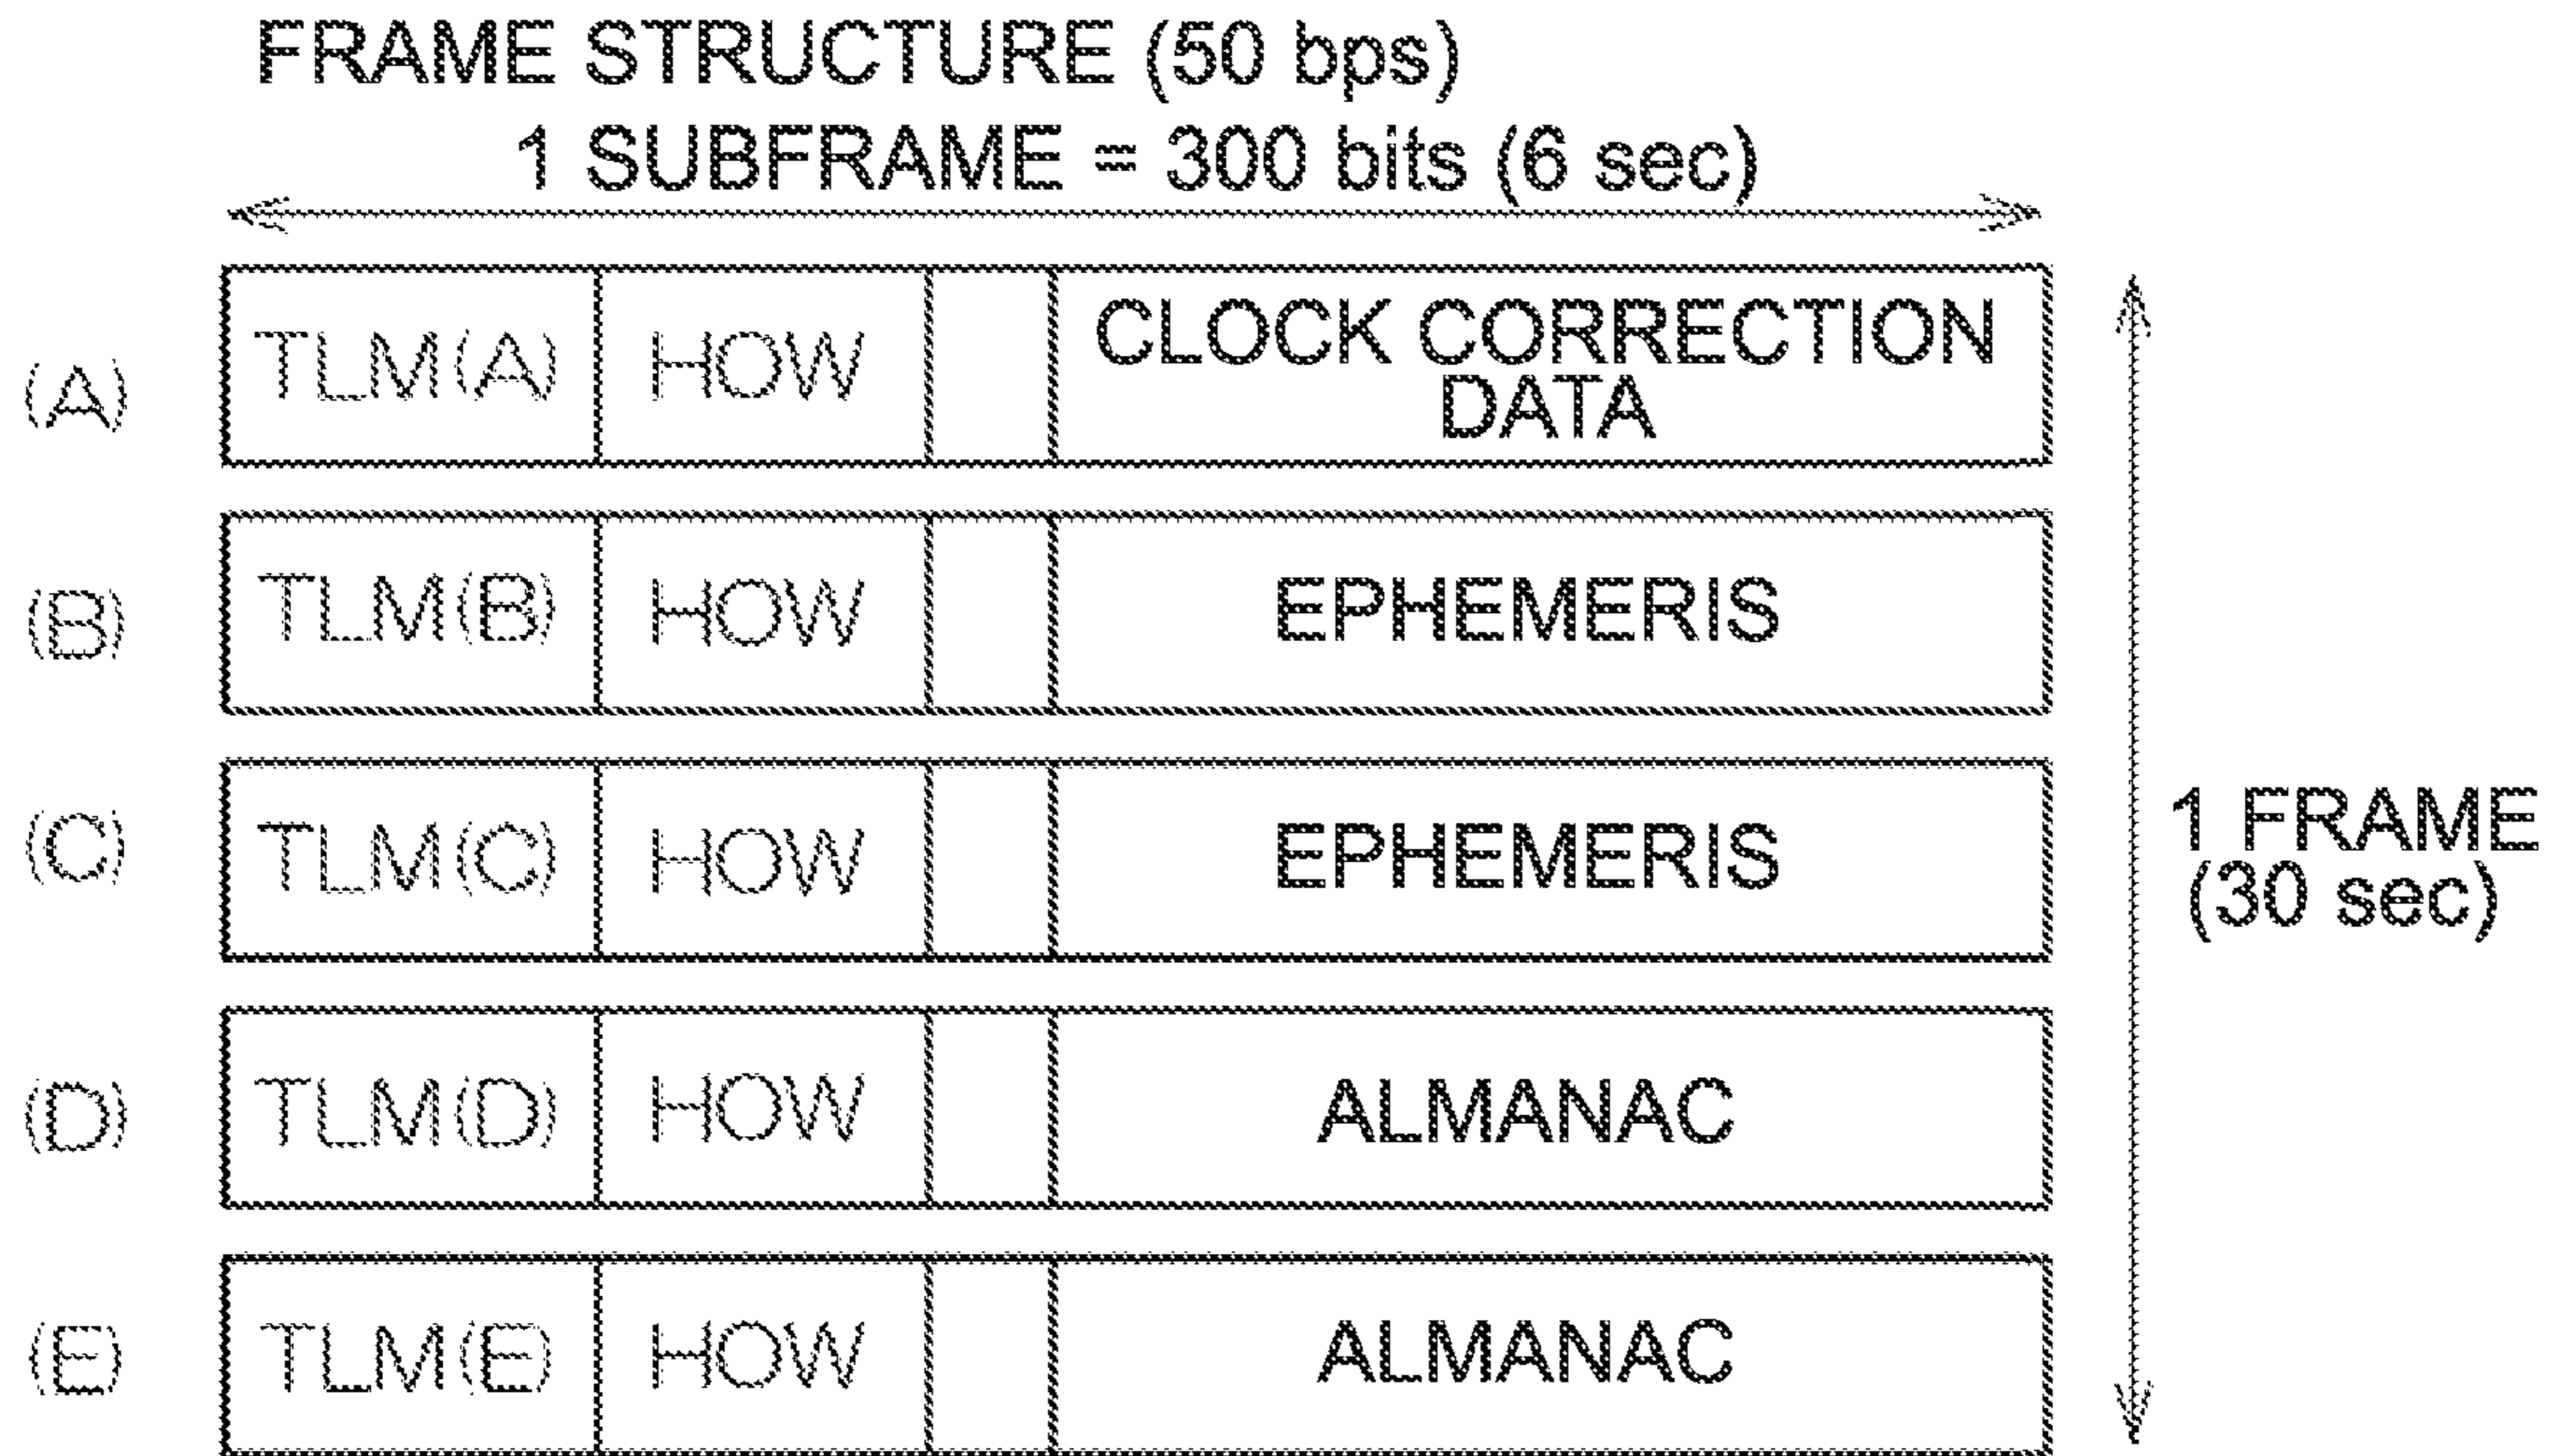 FRAME STRUCTURE (50 bps)
1 SUBFRAME = 300 bits (6 sec)
(A) TLM(A) HOW CLOCK CORRECTION
DATA
(B) TLM(B) HOW EPHEMERIS
(C) TLM(C) HOW EPHEMERIS
1 FRAME
(30 sec)
(D) TLM(D) HOW ALMANAC
(E) TLM(E) HOW ALMANAC